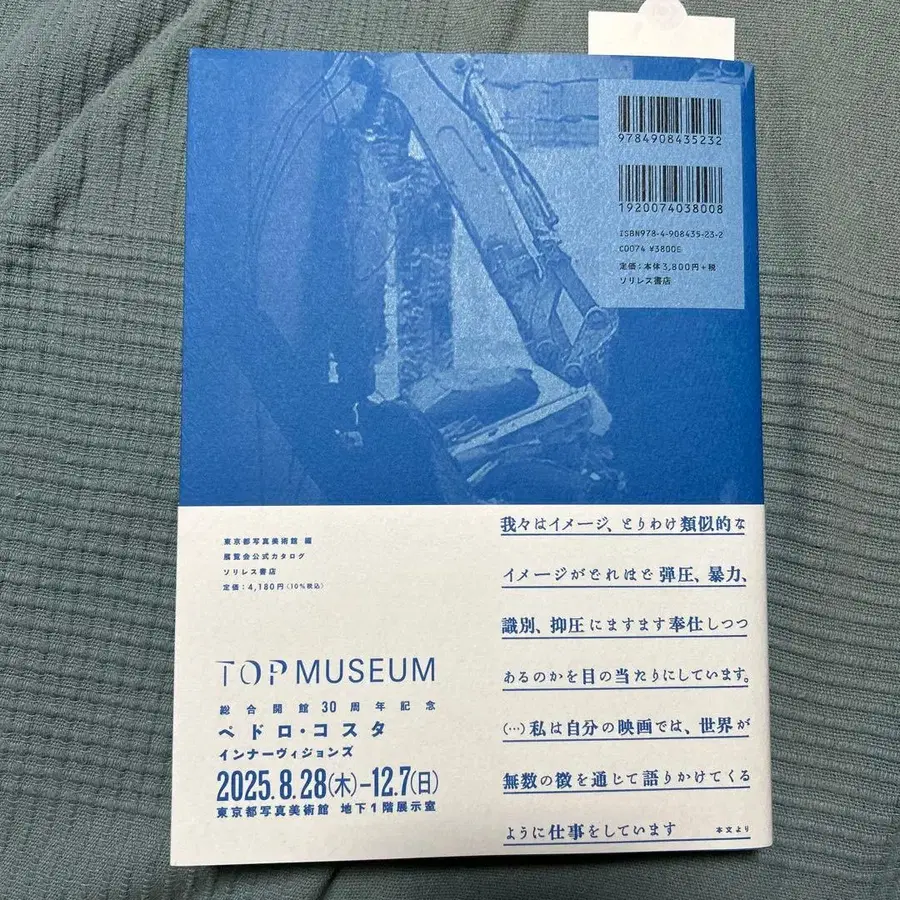 9784908435232
1920074038008
ISBN978-4-908435-23-2
C0074 ¥3800E
定価:本体3,800円+税
ソリレス書店
東京都写真美術館 編
展覧会公式カタログ
ソリレス書店
定価:4,180円(10%税込)
TOP MUSEUM
総合開館30周年記念
ペドロ・コスタ
インナーヴィジョンズ
2025.8.28(木)–12.7(日)
東京都写真美術館 地下1階展示室
我々はイメージ、とりわけ類似的な
イメージがどれほど弾圧、暴力、
識別、抑圧にますます奉仕しつつ
あるのかを目の当たりにしています。
(…)私は自分の映画では、世界が
無数の徴を通じて語りかけてくる
ように仕事をしています 本文より